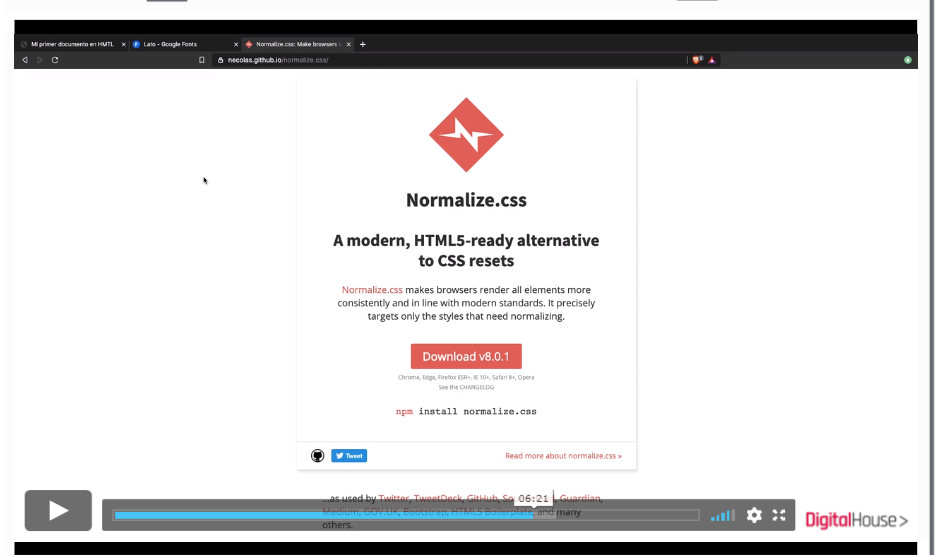 Mi primer documento en HMTL
Lato - Google Fonts
Normalize.css: Make browsers
necolas.github.io/normalize.css/
Normalize.css
A modern, HTML5-ready alternative
to CSS resets
Normalize.css makes browsers render all elements more
consistently and in line with modern standards. It precisely
targets only the styles that need normalizing.
Download v8.0.1
Chrome, Edge, Firefox ESR+, IE 10+, Safari 8+, Opera
See the CHANGELOG
npm install normalize.css
Tweet
Read more about normalize.css »
...as used by Twitter, TweetDeck, GitHub, Guardian,
06:21
Medium, GOV.UK, Bootstrap, HTML5 Boilerplate, and many
others.
DigitalHouse>